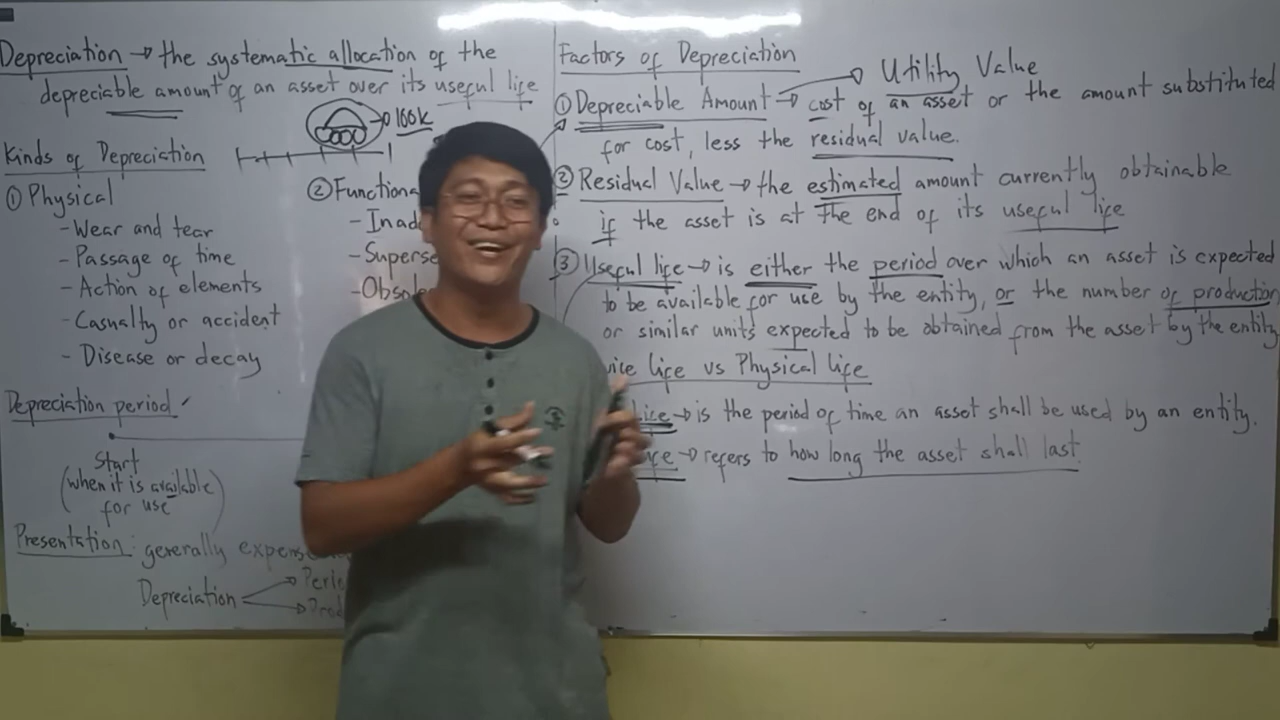 Depreciation → the systematic allocation of the
depreciable amount of an asset over its useful life
100k
Kinds of Depreciation
① Physical
- Wear and tear
- Passage of time
- Action of elements
- Casualty or accident
- Disease or decay
②
Depreciation period
Start
(when it is available
for use)
Presentation: generally
Depreciation
Factors of Depreciation
Utility Value
① Depreciable Amount → cost of an asset or the amount substituted
for cost, less the residual value.
② Residual Value → the estimated amount currently obtainable
if the asset is at the end of its useful life
③ Useful life → is either the period over which an asset is expected
to be available for use by the entity, or the number of production
or similar units expected to be obtained from the asset by the entity
life vs Physical life
→ is the period of time an asset shall be used by an entity.
→ refers to how long the asset shall last